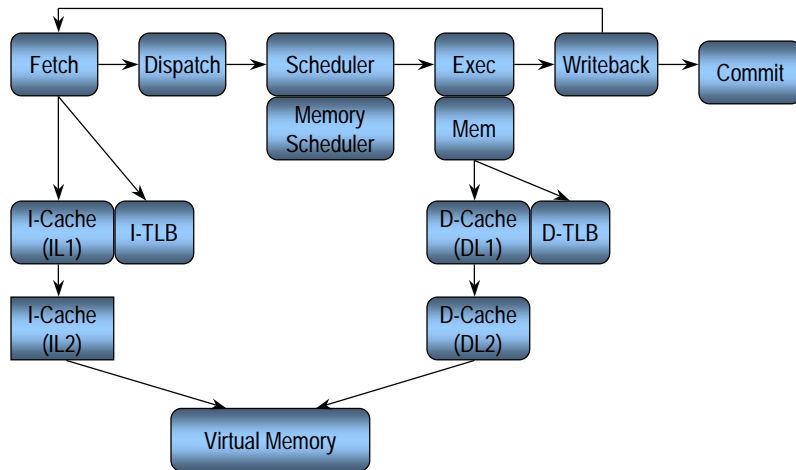 Fetch
Dispatch
Scheduler
Exec
Writeback
Commit
Memory
Scheduler
Mem
I-Cache
(IL1)
I-TLB
D-Cache
(DL1)
D-TLB
I-Cache
(IL2)
D-Cache
(DL2)
Virtual Memory